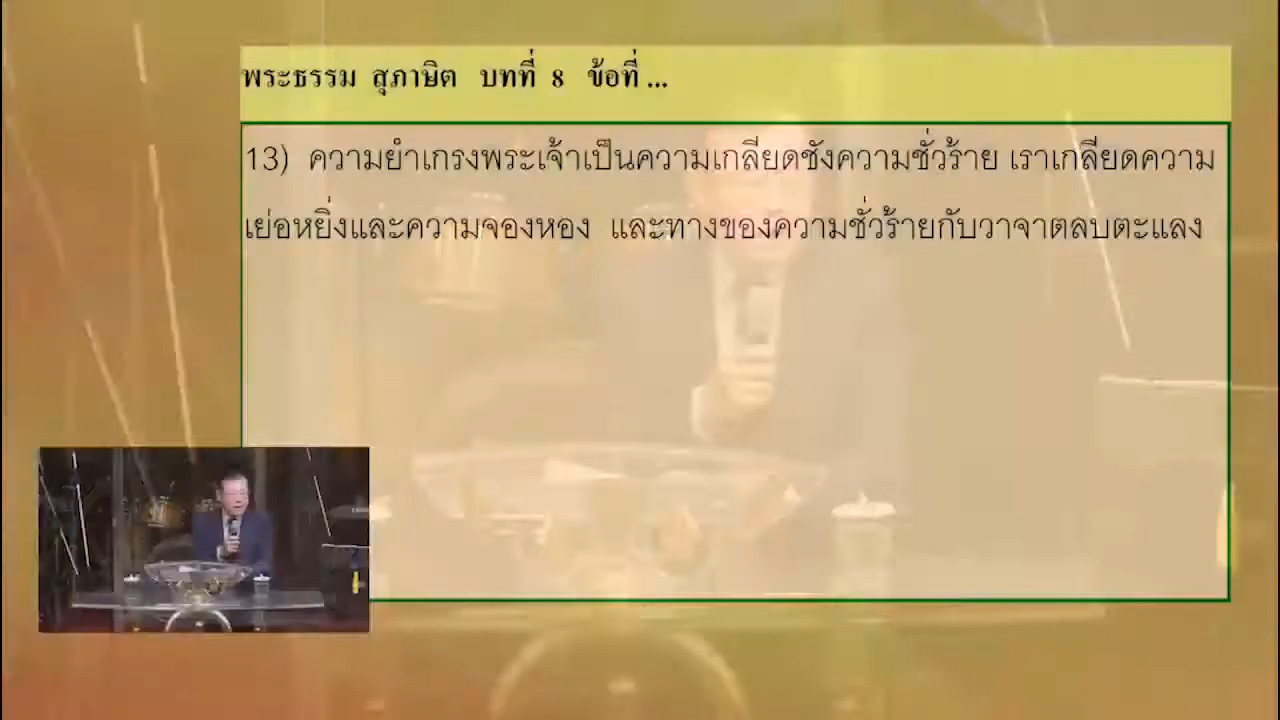 พระธรรม สุภาษิต บทที่ 8 ข้อที่ ...
13) ความยำเกรงพระเจ้าเป็นความเกลียดชังความชั่วร้าย เราเกลียดความ
เย่อหยิ่งและความจองหอง และทางของความชั่วร้ายกับวาจาตลบตะแลง